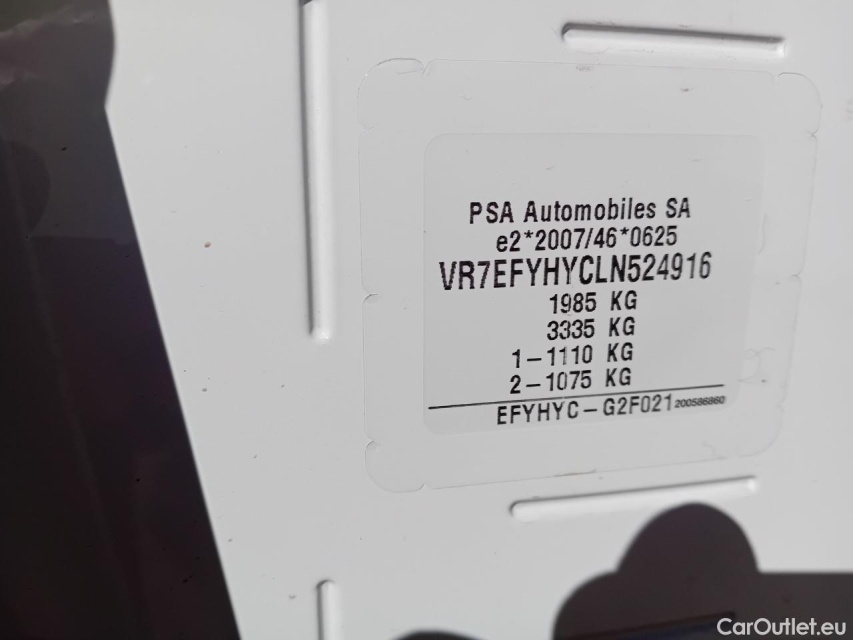 PSA Automobiles SA
e2*2007/46*0625
VR7EFYHYCLN524916
1985 KG
3335 KG
1-1110 KG
2-1075 KG
EFYHYC-G2F021 200586860
CarOutlet.eu